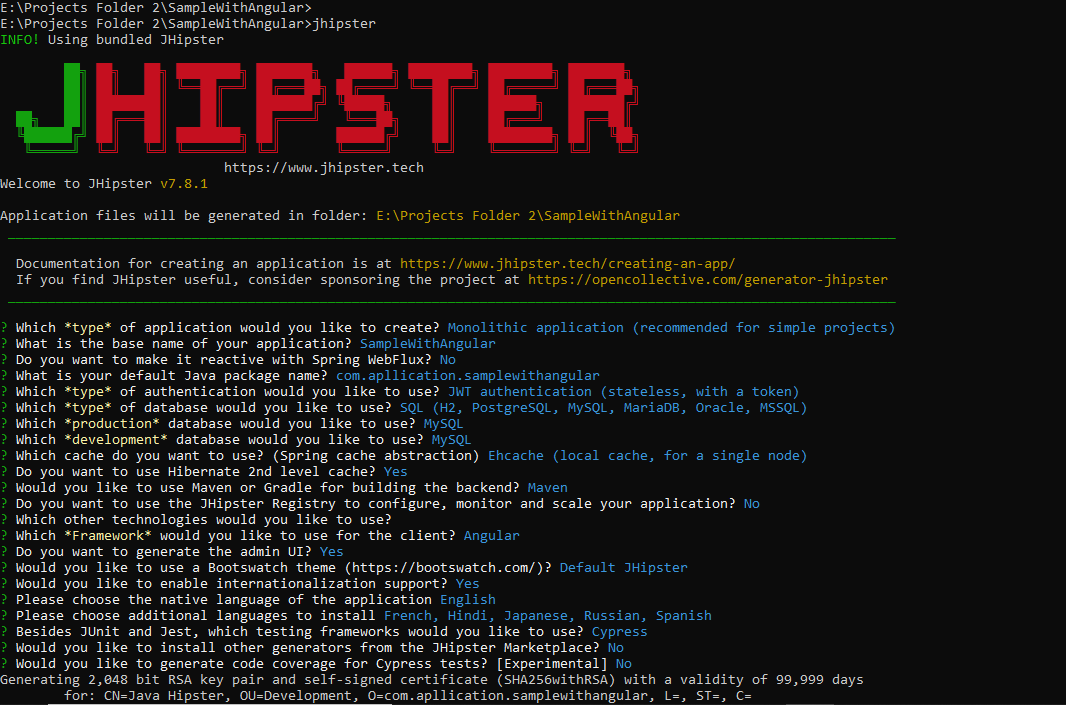 E:\Projects Folder 2\SampleWithAngular>
E:\Projects Folder 2\SampleWithAngular>jhipster
INFO! Using bundled JHipster
JHIPSTER
https://www.jhipster.tech
Welcome to JHipster v7.8.1
Application files will be generated in folder: E:\Projects Folder 2\SampleWithAngular
Documentation for creating an application is at https://www.jhipster.tech/creating-an-app/
If you find JHipster useful, consider sponsoring the project at https://opencollective.com/generator-jhipster
? Which *type* of application would you like to create? Monolithic application (recommended for simple projects)
? What is the base name of your application? SampleWithAngular
? Do you want to make it reactive with Spring WebFlux? No
? What is your default Java package name? com.apllication.samplewithangular
? Which *type* of authentication would you like to use? JWT authentication (stateless, with a token)
? Which *type* of database would you like to use? SQL (H2, PostgreSQL, MySQL, MariaDB, Oracle, MSSQL)
? Which *production* database would you like to use? MySQL
? Which *development* database would you like to use? MySQL
? Which cache do you want to use? (Spring cache abstraction) Ehcache (local cache, for a single node)
? Do you want to use Hibernate 2nd level cache? Yes
? Would you like to use Maven or Gradle for building the backend? Maven
? Do you want to use the JHipster Registry to configure, monitor and scale your application? No
? Which other technologies would you like to use?
? Which *Framework* would you like to use for the client? Angular
? Do you want to generate the admin UI? Yes
? Would you like to use a Bootswatch theme (https://bootswatch.com/)? Default JHipster
? Would you like to enable internationalization support? Yes
? Please choose the native language of the application English
? Please choose additional languages to install French, Hindi, Japanese, Russian, Spanish
? Besides JUnit and Jest, which testing frameworks would you like to use? Cypress
? Would you like to install other generators from the JHipster Marketplace? No
? Would you like to generate code coverage for Cypress tests? [Experimental] No
Generating 2,048 bit RSA key pair and self-signed certificate (SHA256withRSA) with a validity of 99,999 days
for: CN=Java Hipster, OU=Development, O=com.apllication.samplewithangular, L=, ST=, C=